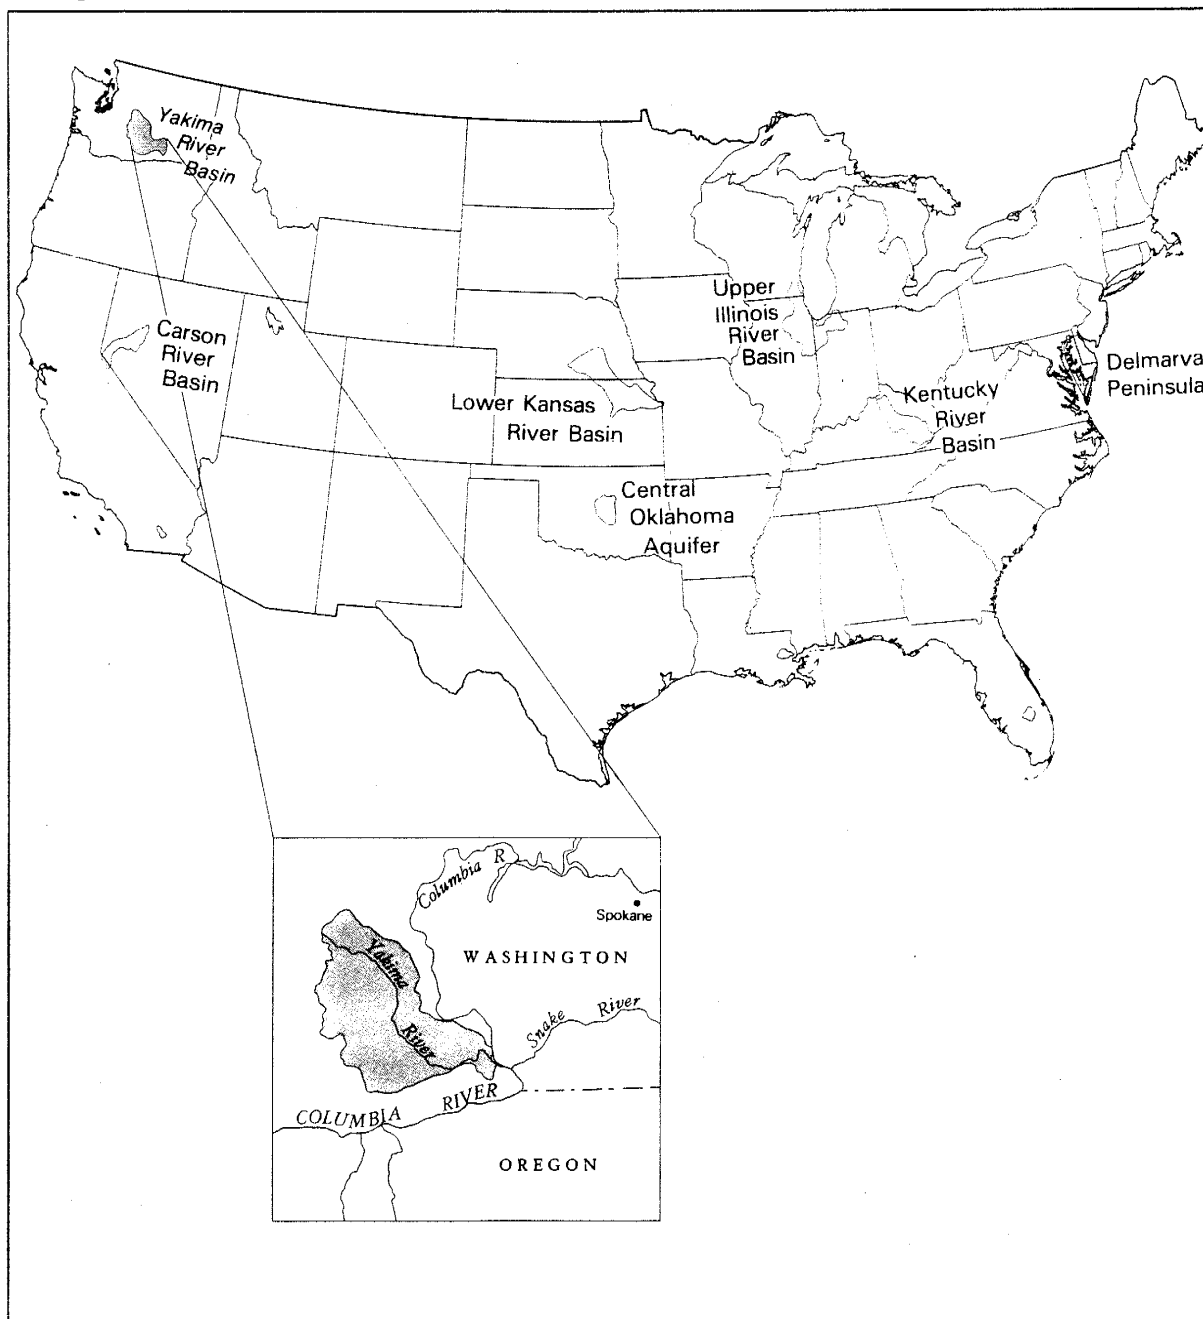 Yakima
River
Basin
Carson
River
Basin
Upper
Illinois
River
Basin
Lower Kansas
River Basin
Kentucky
River
Basin
Delmarva
Peninsula
Central
Oklahoma
Aquifer
Columbia R
Spokane
WASHINGTON
Yakima
River
Snake River
COLUMBIA RIVER
OREGON